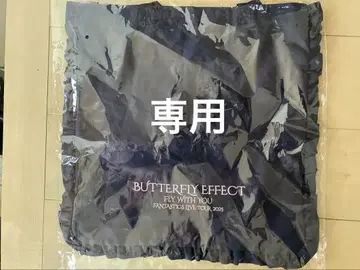 専用
BUTTERFLY EFFECT
FLY WITH YOU
FANTASTICS LIVE TOUR 2025